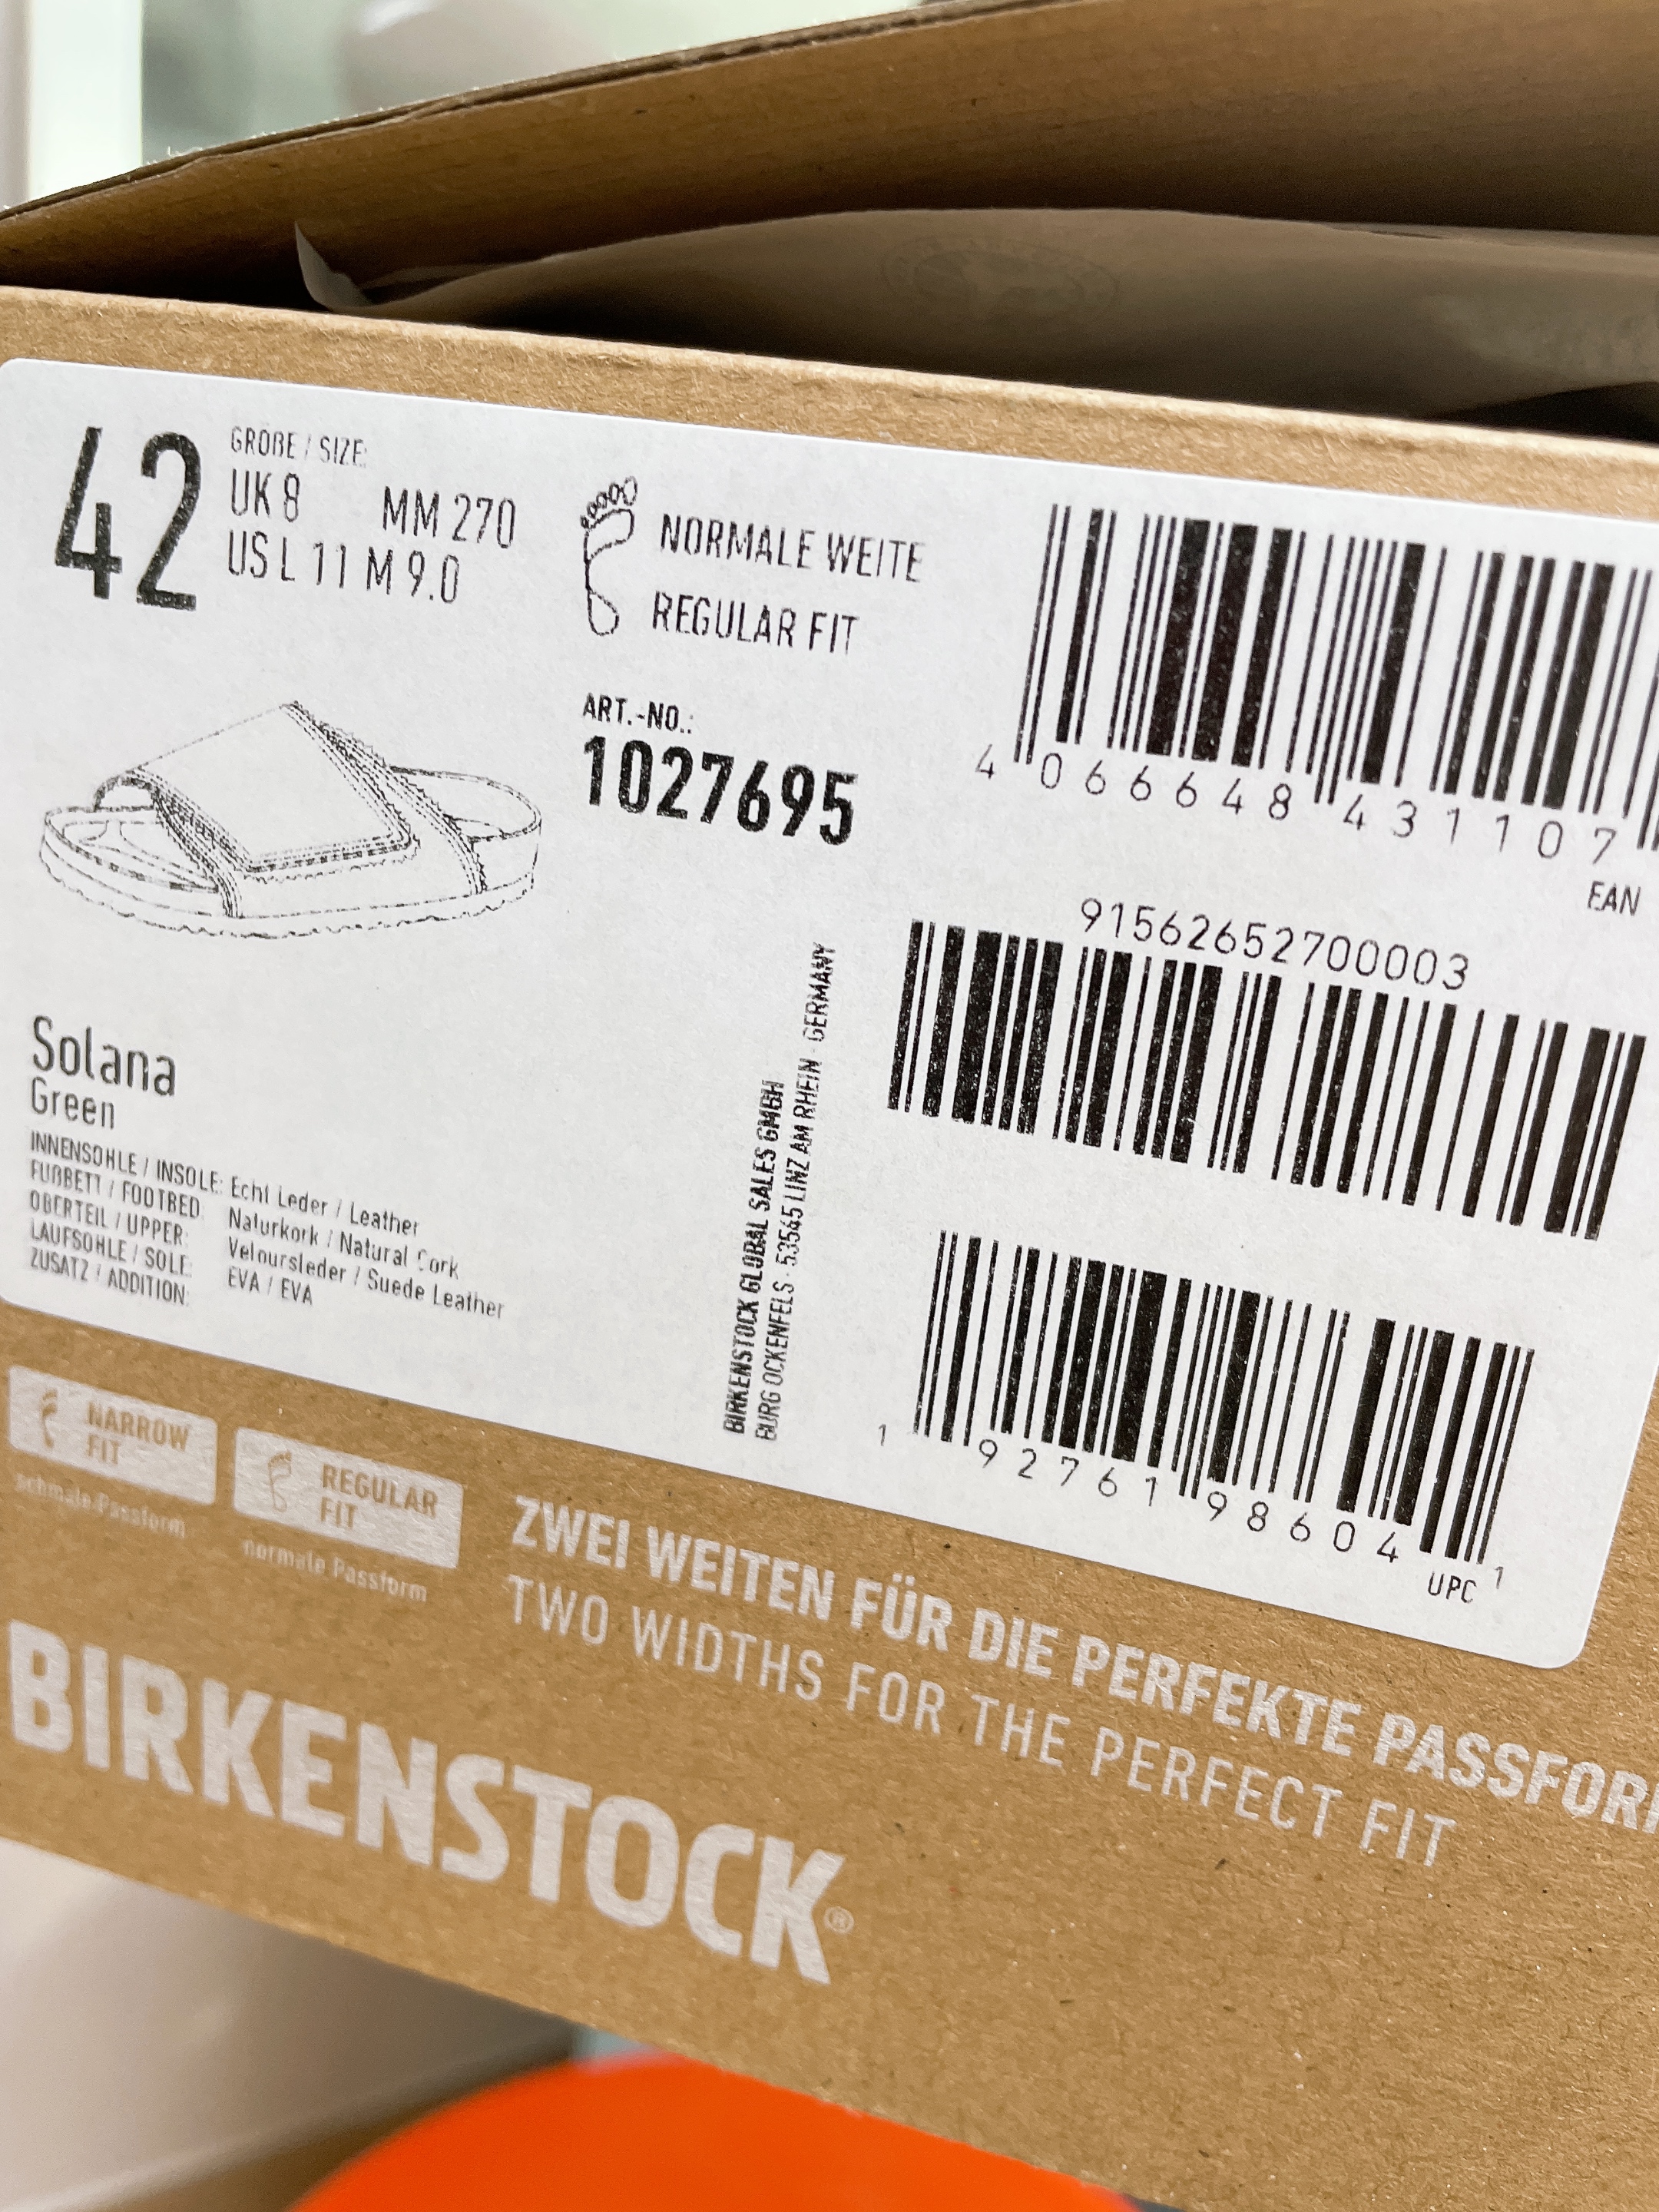 42
GRÖßE / SIZE:
UK 8 MM 270
US L 11 M 9.0
NORMALE WEITE
REGULAR FIT
ART.-NO.:
1027695
4 066648 431107
EAN
91562652700003
Solana
Green
INNENSOHLE / INSOLE: Echt Leder / Leather
FUßBETT / FOOTBED: Naturkork / Natural Cork
OBERTEIL / UPPER: Veloursleder / Suede Leather
LAUFSOHLE / SOLE: EVA / EVA
ZUSATZ / ADDITION:
BIRKENSTOCK GLOBAL SALES GMBH
BURG OCKENFELS · 53545 LINZ AM RHEIN · GERMANY
1 92761 98604 1
UPC
NARROW
FIT
schmale Passform
REGULAR
FIT
normale Passform
ZWEI WEITEN FÜR DIE PERFEKTE PASSFOR
TWO WIDTHS FOR THE PERFECT FIT
BIRKENSTOCK®